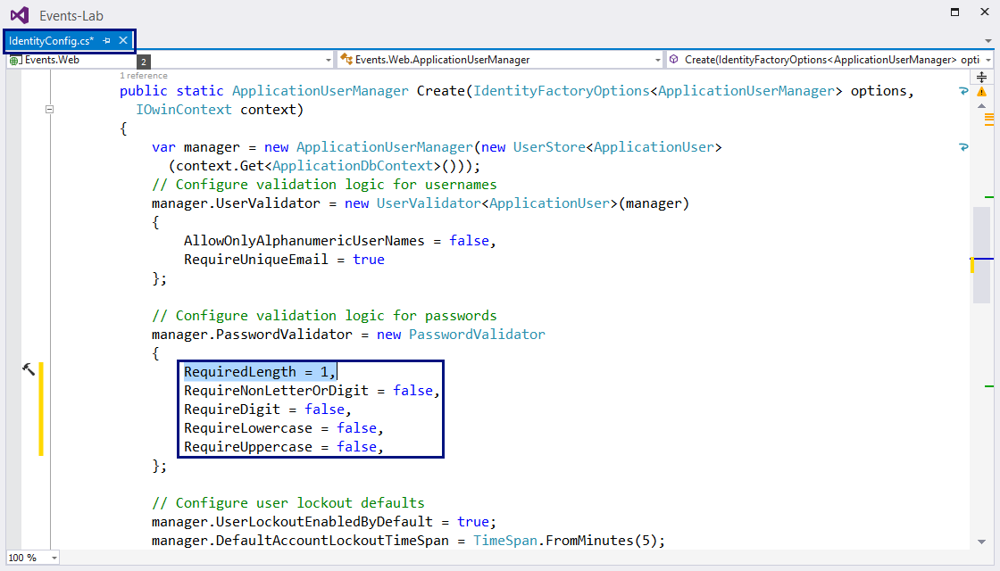 Events-Lab
IdentityConfig.cs*
Events.Web
Events.Web.ApplicationUserManager
Create(IdentityFactoryOptions<ApplicationUserManager> opti
2
1 reference
public static ApplicationUserManager Create(IdentityFactoryOptions<ApplicationUserManager> options,
IOwinContext context)
{
var manager = new ApplicationUserManager(new UserStore<ApplicationUser>
(context.Get<ApplicationDbContext>()));
// Configure validation logic for usernames
manager.UserValidator = new UserValidator<ApplicationUser>(manager)
{
AllowOnlyAlphanumericUserNames = false,
RequireUniqueEmail = true
};
// Configure validation logic for passwords
manager.PasswordValidator = new PasswordValidator
{
RequiredLength = 1,
RequireNonLetterOrDigit = false,
RequireDigit = false,
RequireLowercase = false,
RequireUppercase = false,
};
// Configure user lockout defaults
manager.UserLockoutEnabledByDefault = true;
manager.DefaultAccountLockoutTimeSpan = TimeSpan.FromMinutes(5);
100 %